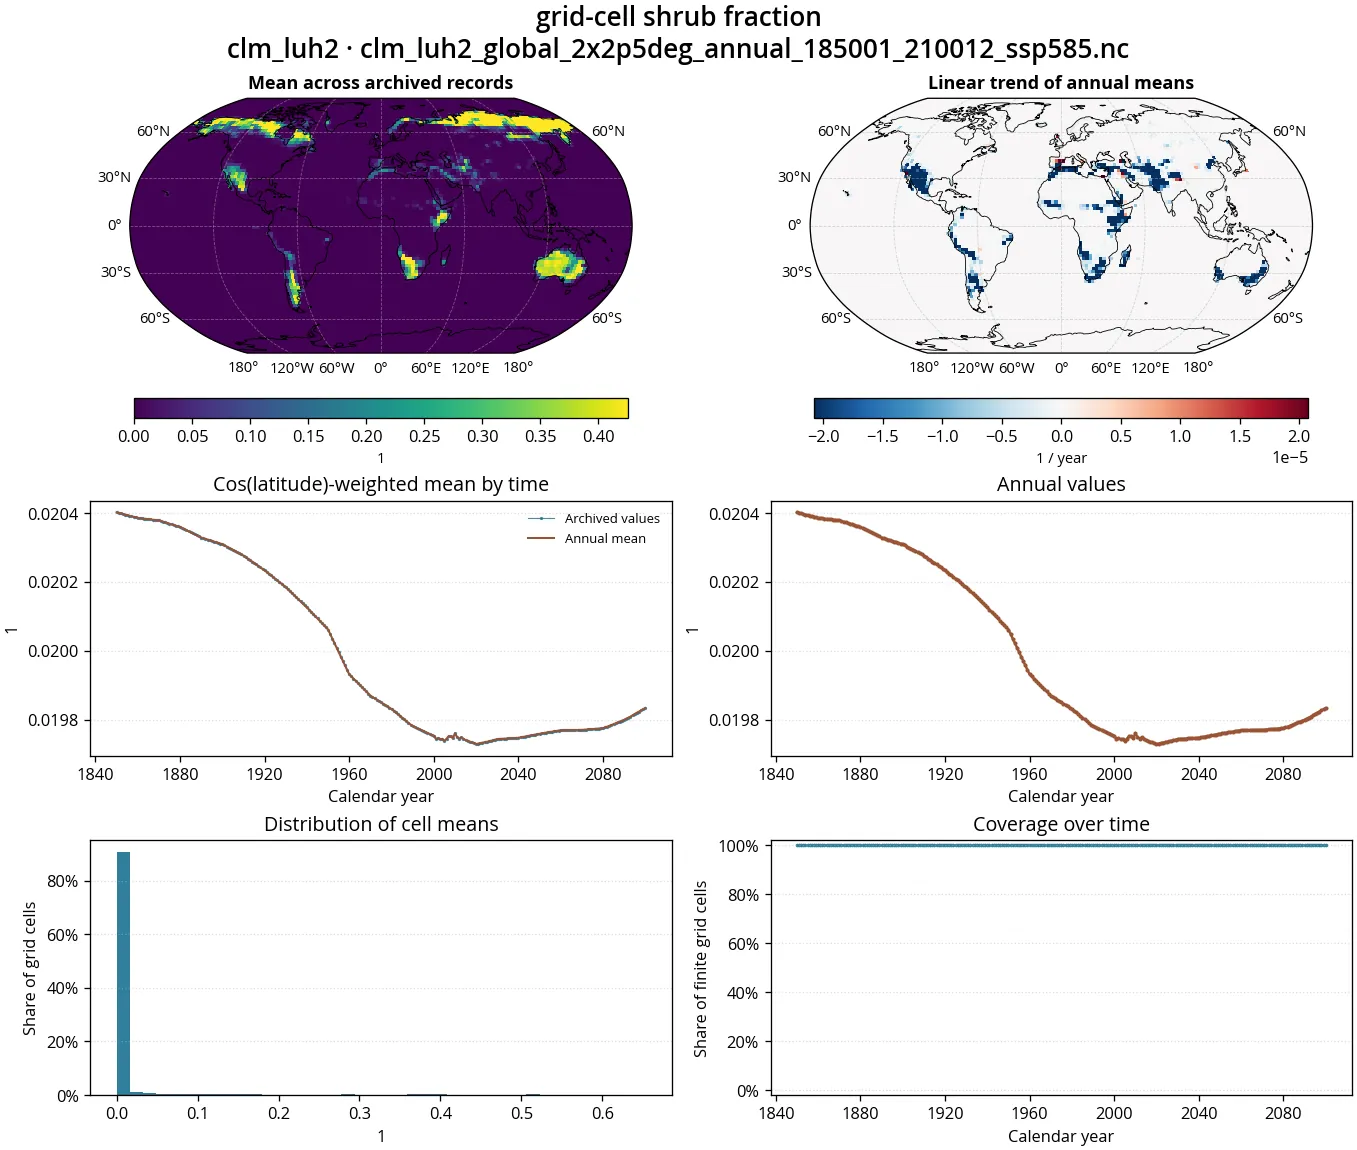 grid-cell shrub fraction
clm_luh2 · clm_luh2_global_2x2p5deg_annual_185001_210012_ssp585.nc
Mean across archived records
60°N
60°N
30°N
0°
30°S
60°S
60°S
180° 120°W 60°W 0° 60°E 120°E 180°
0.00 0.05 0.10 0.15 0.20 0.25 0.30 0.35 0.40
1
Linear trend of annual means
60°N
60°N
30°N
0°
30°S
60°S
60°S
180° 120°W 60°W 0° 60°E 120°E 180°
−2.0 −1.5 −1.0 −0.5 0.0 0.5 1.0 1.5 2.0
1 / year
1e−5
Cos(latitude)-weighted mean by time
0.0204
0.0202
0.0200
0.0198
1
Archived values
Annual mean
1840 1880 1920 1960 2000 2040 2080
Calendar year
Annual values
0.0204
0.0202
0.0200
0.0198
1
1840 1880 1920 1960 2000 2040 2080
Calendar year
Distribution of cell means
80%
60%
40%
20%
0%
Share of grid cells
0.0 0.1 0.2 0.3 0.4 0.5 0.6
1
Coverage over time
100%
80%
60%
40%
20%
0%
Share of finite grid cells
1840 1880 1920 1960 2000 2040 2080
Calendar year